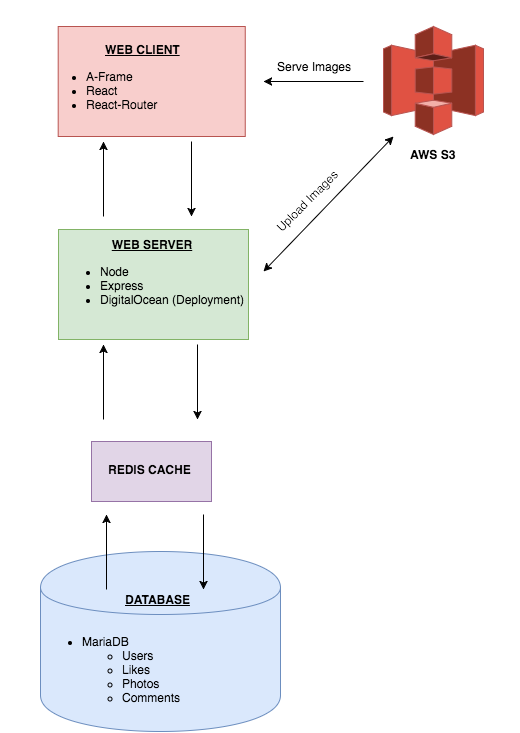 WEB CLIENT
A-Frame
React
React-Router
Serve Images
AWS S3
Upload Images
WEB SERVER
Node
Express
DigitalOcean (Deployment)
REDIS CACHE
DATABASE
MariaDB
Users
Likes
Photos
Comments